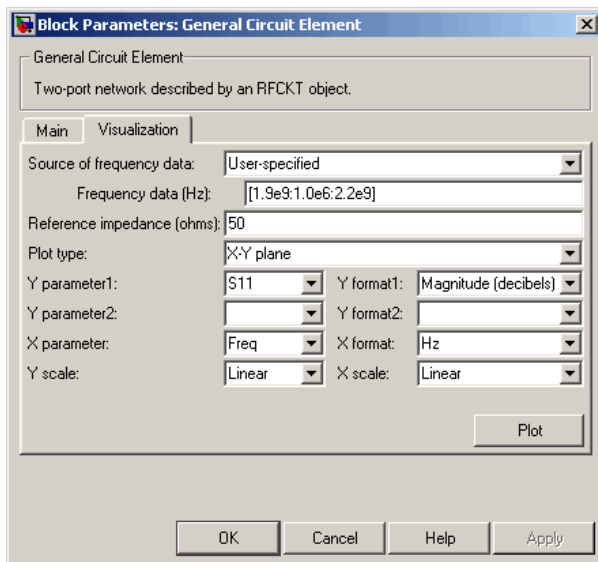 Block Parameters: General Circuit Element
General Circuit Element
Two-port network described by an RFCKT object.
Main Visualization
Source of frequency data: User-specified
Frequency data (Hz): [1.9e9:1.0e6:2.2e9]
Reference impedance (ohms): 50
Plot type: X-Y plane
Y parameter1: S11 Y format1: Magnitude (decibels)
Y parameter2: Y format2:
X parameter: Freq X format: Hz
Y scale: Linear X scale: Linear
Plot
OK Cancel Help Apply